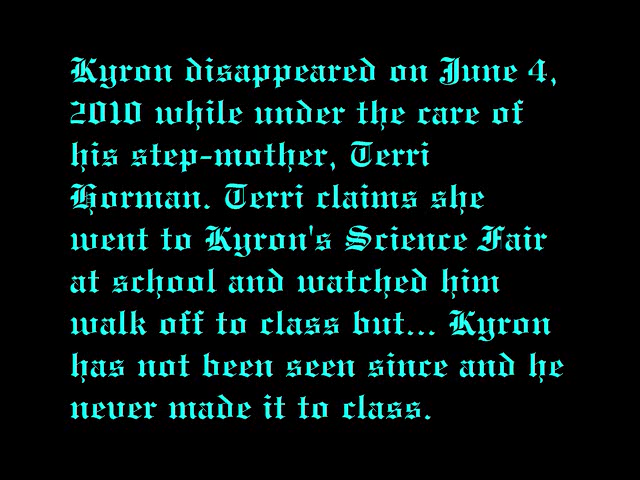 Kyron disappeared on June 4,
2010 while under the care of
his step-mother, Terri
Horman. Terri claims she
went to Kyron's Science Fair
at school and watched him
walk off to class but... Kyron
has not been seen since and he
never made it to class.